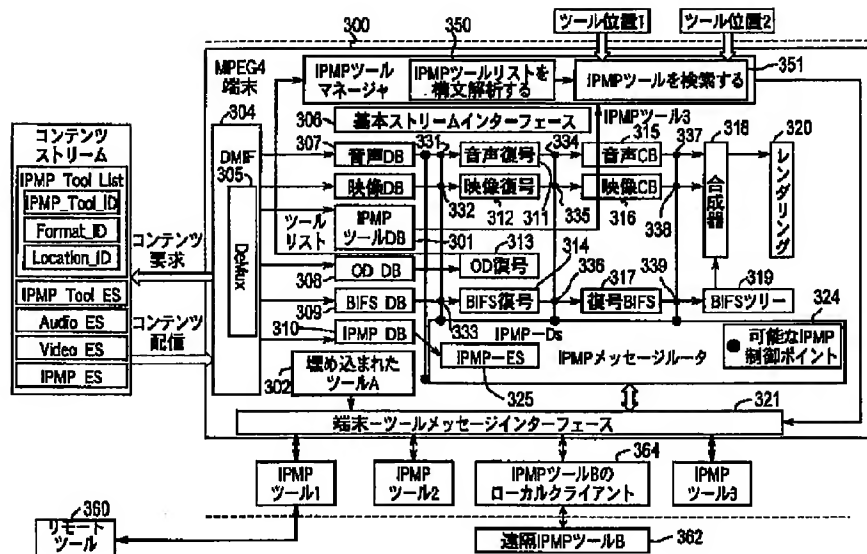 ツール位置1
ツール位置2
300
350
351
MPEG4
端末
IPMPツール
マネージャ
IPMPツールリストを
構文解析する
IPMPツールを検索する
304
306
基本ストリームインターフェース
IPMPツール3
315
337
318
320
コンテンツ
ストリーム
IPMP Tool List
IPMP_Tool_ID
Format_ID
Location_ID
IPMP Tool ES
Audio ES
Video ES
IPMP ES
コンテンツ
要求
コンテンツ
配信
DMIF
305
DeMux
307
音声DB
331
音声復号
334
音声CB
合成器
レンダリング
映像DB
332
映像復号
312
311
335
映像CB
316
338
ツール
リスト
IPMP
ツールDB
301
313
314
308
OD DB
OD復号
336
317
339
319
309
BIFS DB
BIFS復号
復号BIFS
BIFSツリー
310
333
IPMP-Ds
324
IPMP DB
IPMP-ES
IPMPメッセージルータ
可能なIPMP
制御ポイント
302
埋め込まれた
ツールA
325
321
端末-ツールメッセージインターフェース
364
IPMP
ツール1
IPMP
ツール2
IPMPツールBの
ローカルクライアント
IPMP
ツール3
360
リモート
ツール
遠隔IPMPツールB
362